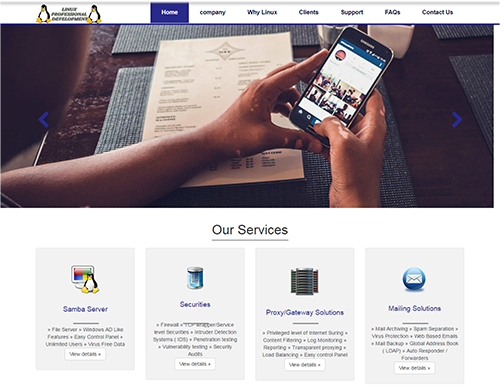 LINUX
PROFESSIONAL
DEVELOPMENT
Home company Why Linux Clients Support FAQs Contact Us
Our Services
Samba Server
» File Server » Windows AD Like
Features » Easy Control Panel »
Unlimited Users » Virus Free Data
View details »
Securities
» Firewall » TCP Wrapper/Service
level Securities » Intruder Detection
Systems ( IDS) » Penetration testing
» Vulnerability testing » Security
Audits
View details »
Proxy/Gateway Solutions
» Privileged level of Internet Suring »
Content Filtering » Log Monitoring »
Reporting » Transparent proxying »
Load Balancing » Easy control Panel
View details »
Mailing Solutions
» Mail Archiving » Spam Separation »
Virus Protection » Web Based Emails
» Mail Backup » Global Address Book
( LDAP) » Auto Responder /
Forwarders
View details »